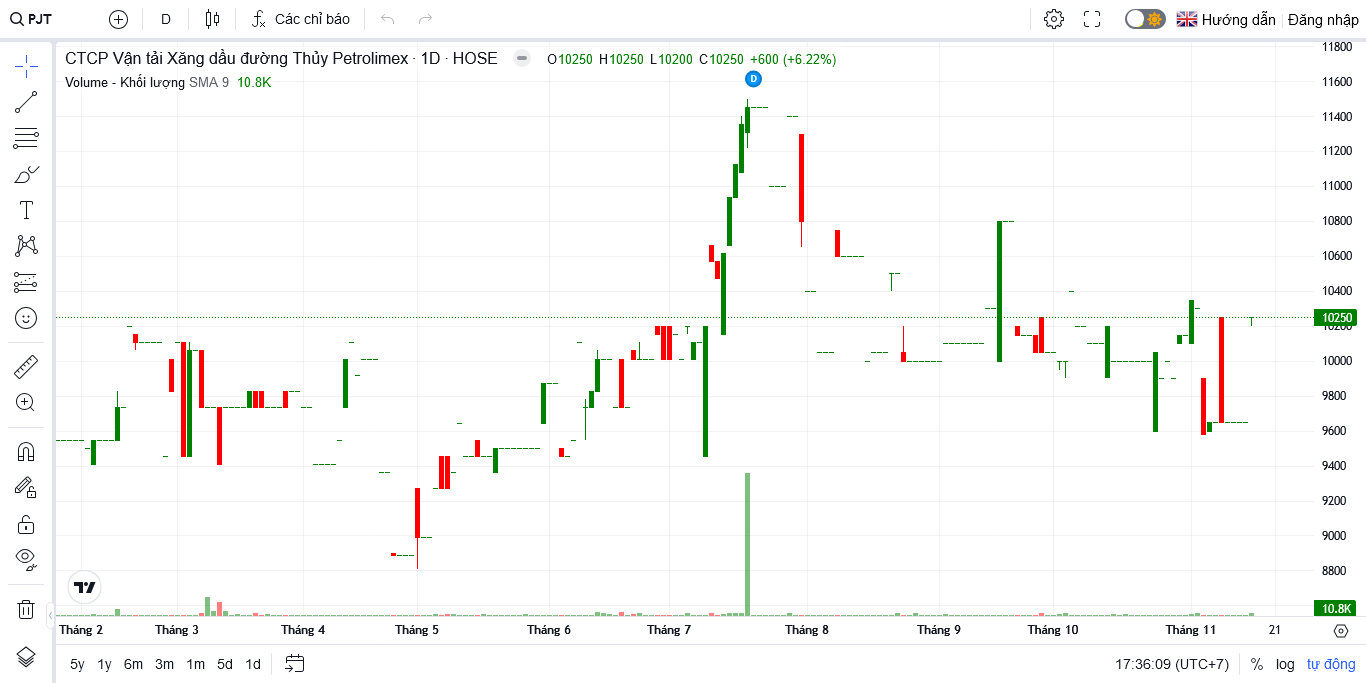 PJT D Các chỉ báo Hướng dẫn Đăng nhập
CTCP Vận tải Xăng dầu đường Thủy Petrolimex · 1D · HOSE O10250 H10250 L10200 C10250 +600 (+6.22%)
Volume - Khối lượng SMA 9 10.8K
D
11800
11600
11400
11200
11000
10800
10600
10400
10250
10200
10000
9800
9600
9400
9200
9000
8800
10.8K
Tháng 2 Tháng 3 Tháng 4 Tháng 5 Tháng 6 Tháng 7 Tháng 8 Tháng 9 Tháng 10 Tháng 11 21
5y 1y 6m 3m 1m 5d 1d 17:36:09 (UTC+7) % log tự động